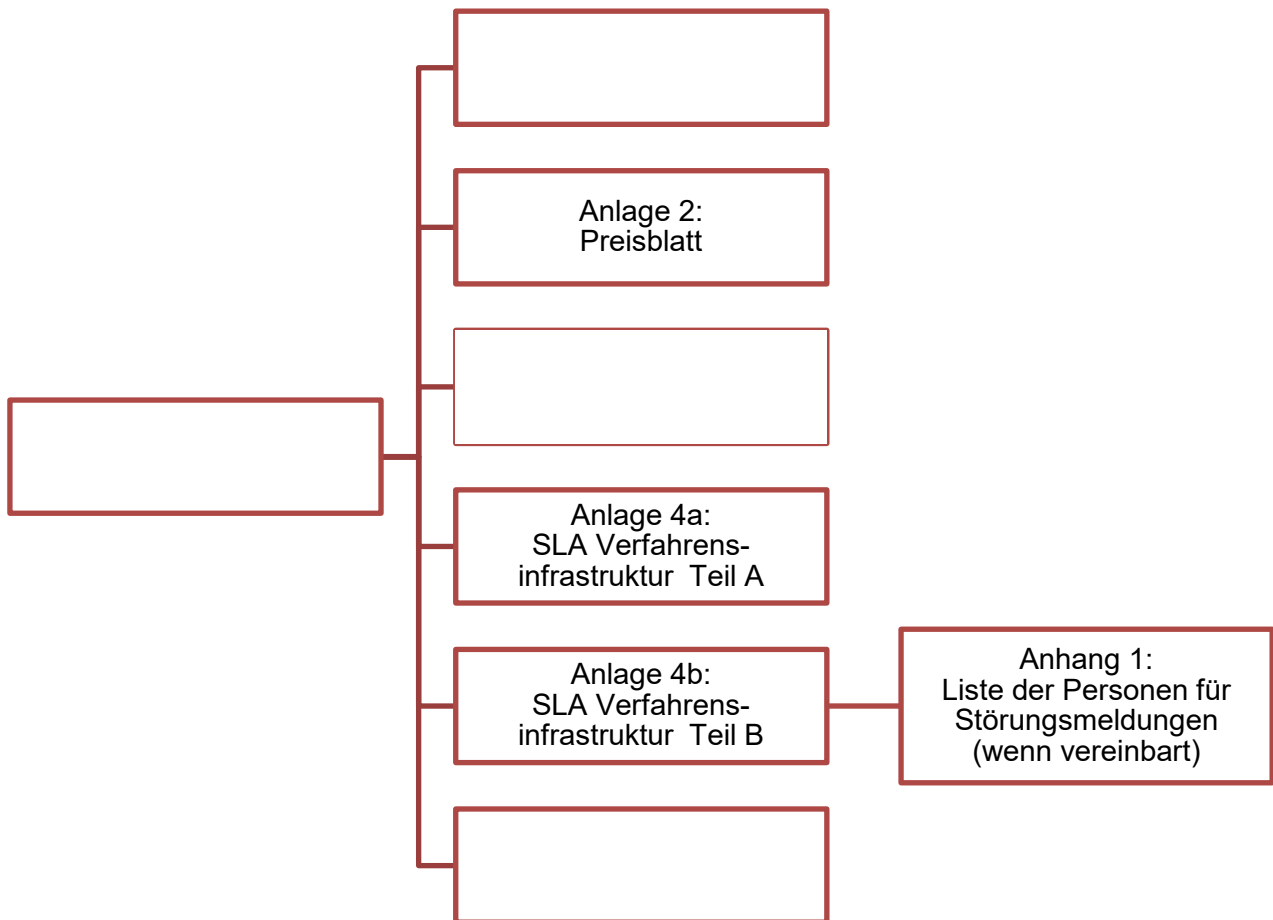 Anlage 2:
Preisblatt
Anlage 4a:
SLA Verfahrens-
infrastruktur  Teil A
Anlage 4b:
SLA Verfahrens-
infrastruktur  Teil B
Anhang 1:
Liste der Personen für
Störungsmeldungen
(wenn vereinbart)